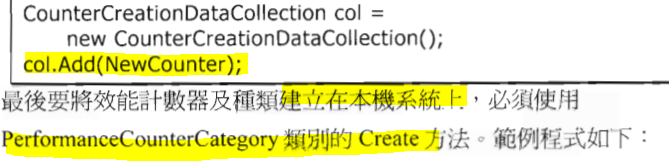 CounterCreationDataCollection col =
new CounterCreationDataCollection();
col.Add(NewCounter);
最後要將效能計數器及種類建立在本機系統上，必須使用
PerformanceCounterCategory 類別的 Create 方法。範例程式如下：